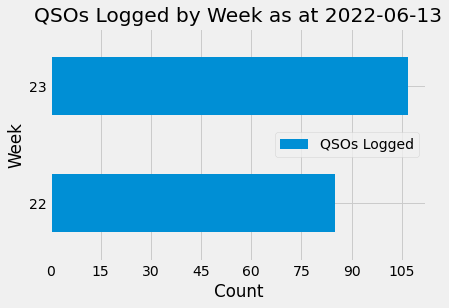 QSOs Logged by Week as at 2022-06-13
23
Week
QSOs Logged
22
0 15 30 45 60 75 90 105
Count